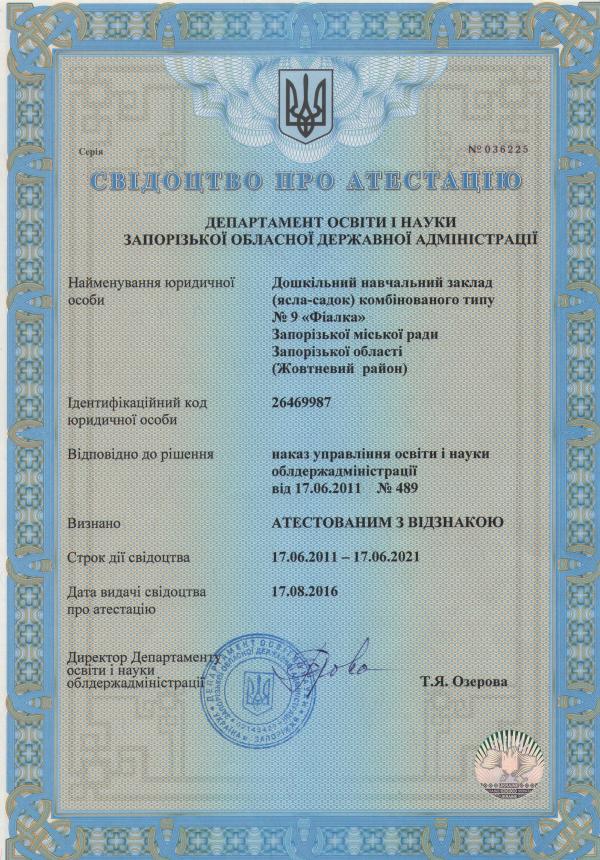 Серія
№ 036225
СВІДОЦТВО ПРО АТЕСТАЦІЮ
ДЕПАРТАМЕНТ ОСВІТИ І НАУКИ
ЗАПОРІЗЬКОЇ ОБЛАСНОЇ ДЕРЖАВНОЇ АДМІНІСТРАЦІЇ
Найменування юридичної
особи
Дошкільний навчальний заклад
(ясла-садок) комбінованого типу
№ 9 «Фіалка»
Запорізької міської ради
Запорізької області
(Жовтневий район)
Ідентифікаційний код
юридичної особи
26469987
Відповідно до рішення
наказ управління освіти і науки
облдержадміністрації
від 17.06.2011 № 489
Визнано
АТЕСТОВАНИМ З ВІДЗНАКОЮ
Строк дії свідоцтва
17.06.2011 – 17.06.2021
Дата видачі свідоцтва
про атестацію
17.08.2016
Директор Департаменту
освіти і науки
облдержадміністрації
Т.Я. Озерова